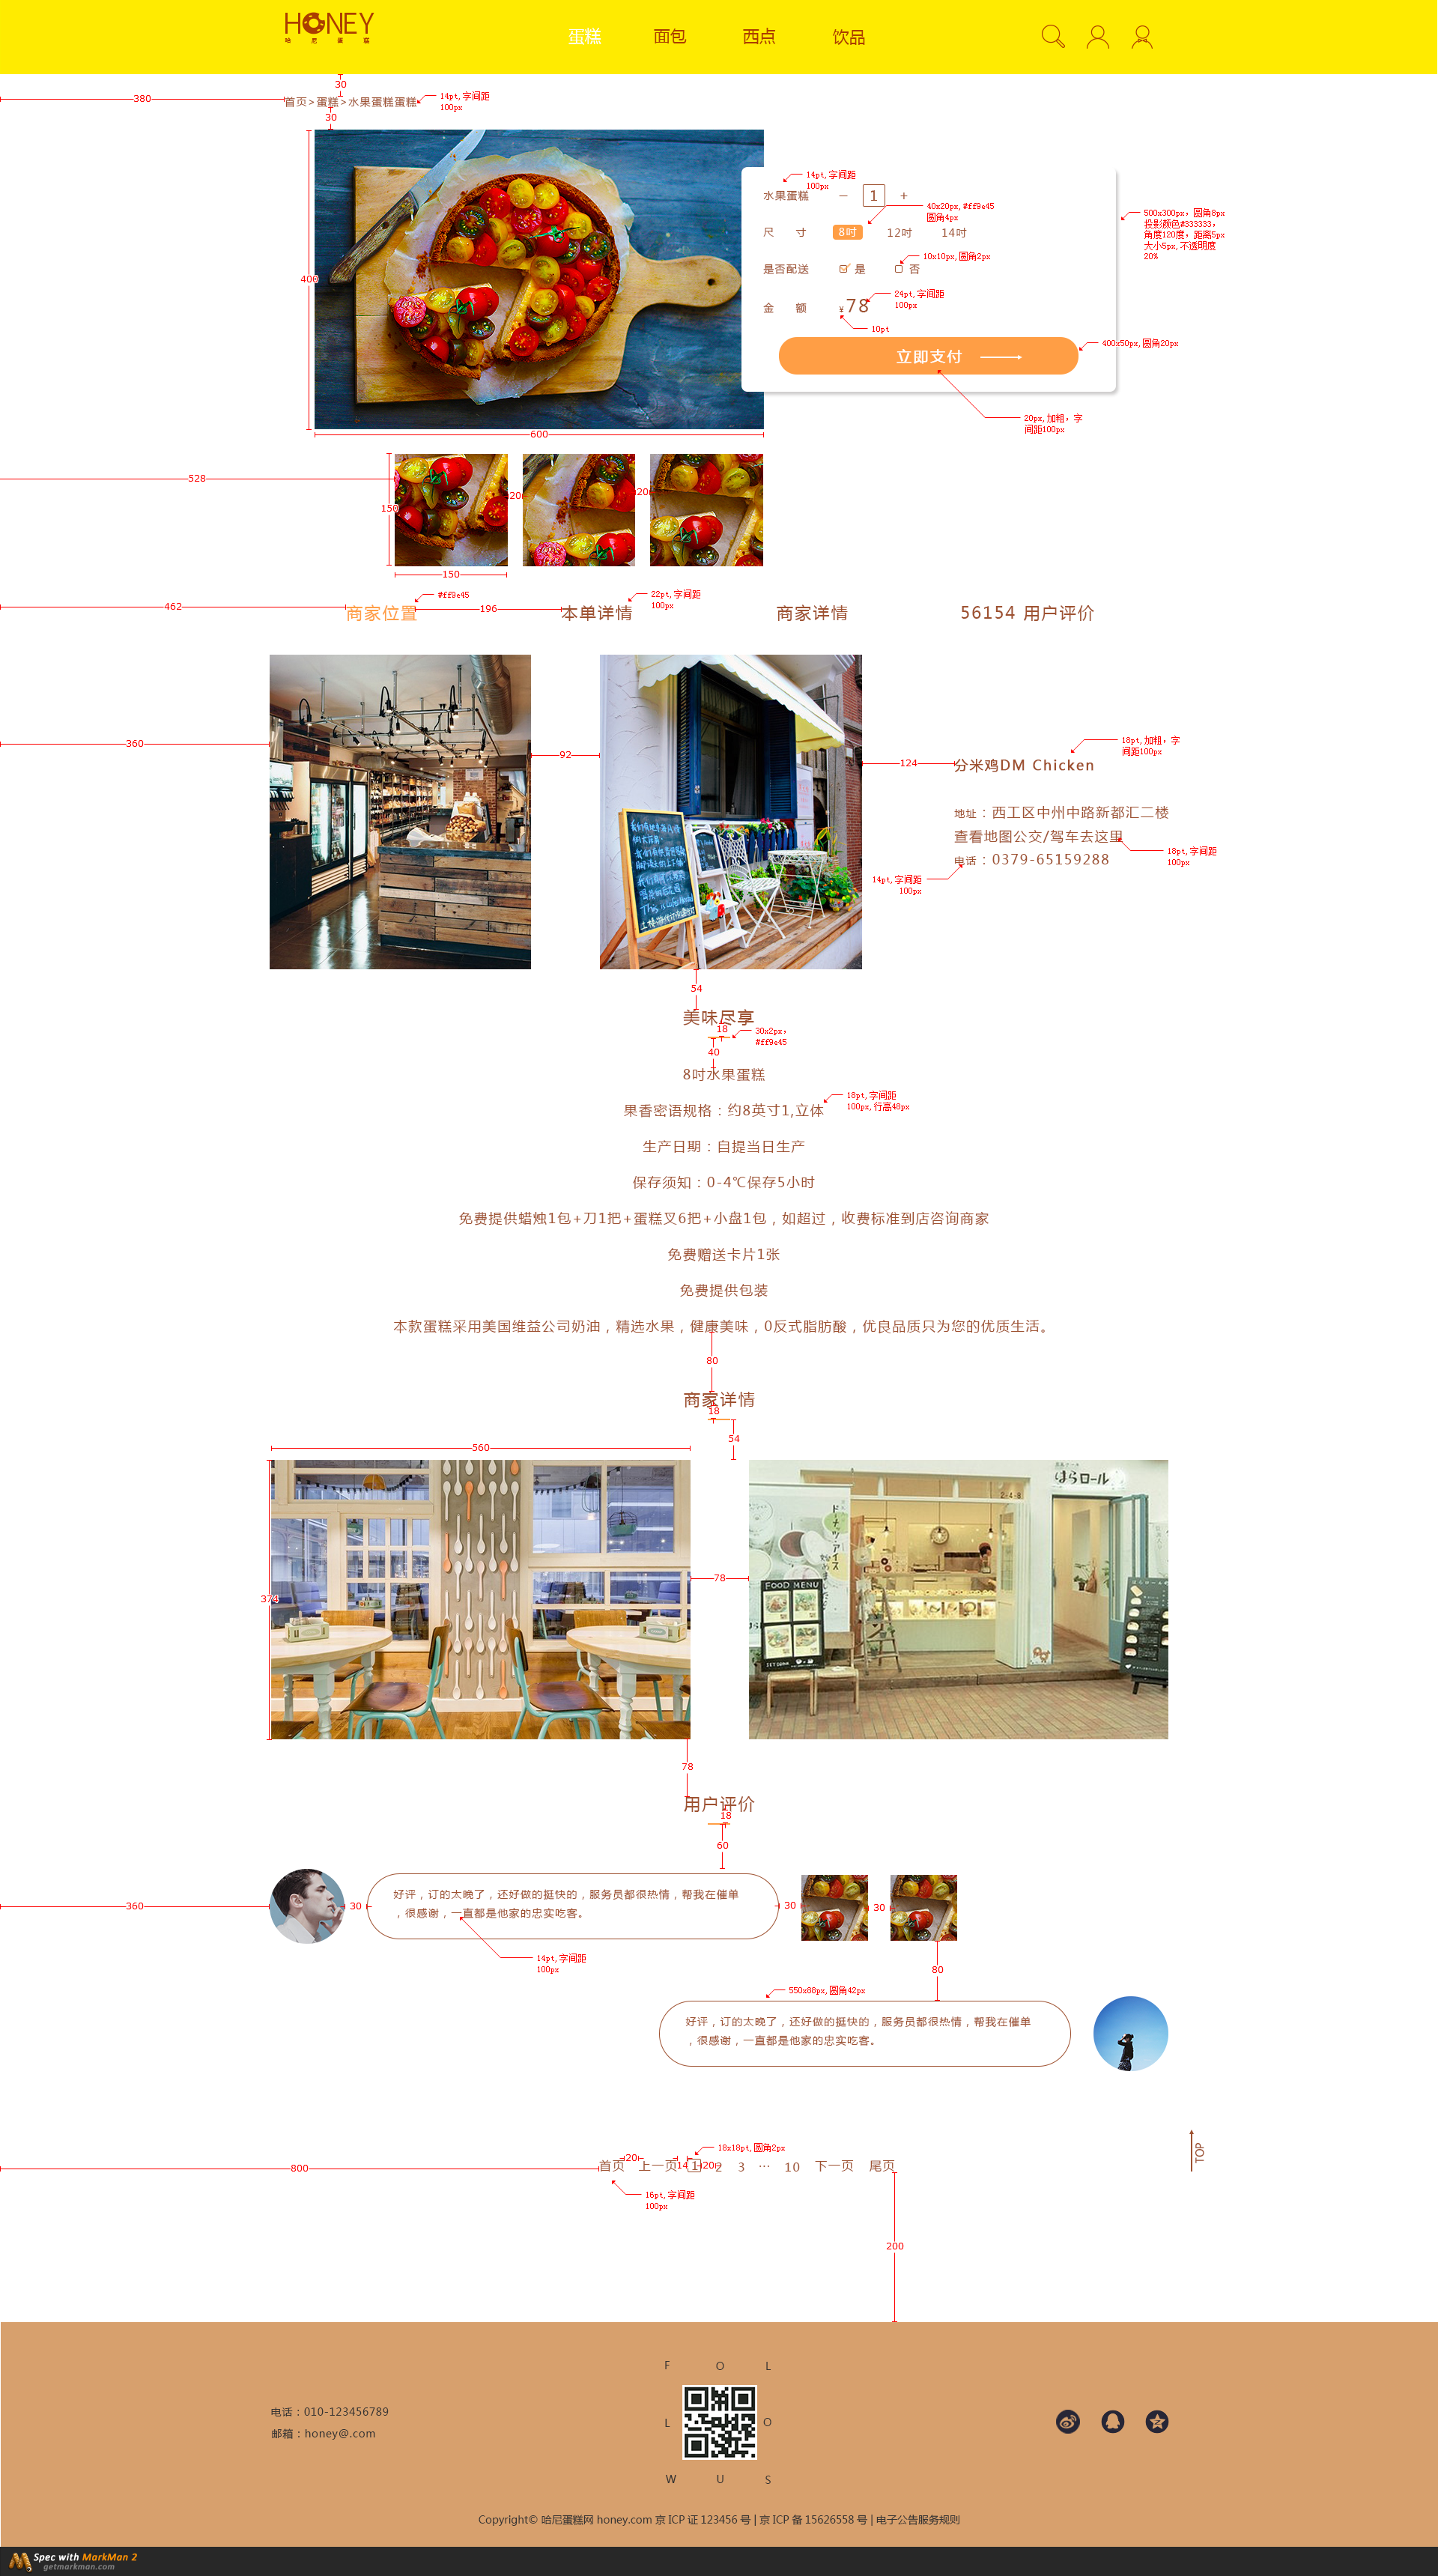 HONEY
哈尼蛋糕
蛋糕 面包 西点 饮品
30
380
首页>蛋糕>水果蛋糕蛋糕
14pt, 字间距
100px
30
14pt, 字间距
100px
水果蛋糕 － 1 +
40x20px, #ff9e45
圆角4px
500x300px，圆角8px
投影颜色#333333，
角度120度，距离5px
大小5px, 不透明度
20%
尺 寸 8吋 12吋 14吋
10x10px, 圆角2px
是否配送 是 否
400
24pt, 字间距
100px
金 额 ¥78
10pt
立即支付
400x50px, 圆角20px
20px, 加粗，字
间距100px
600
528
150
20
20
150
462
#ff9e45
196
22pt, 字间距
100px
商家位置 本单详情 商家详情 56154 用户评价
360
92
124
18pt, 加粗，字
间距100px
分米鸡DM Chicken
地址：西工区中州中路新都汇二楼
查看地图公交/驾车去这里
电话：0379-65159288
18pt, 字间距
100px
14pt, 字间距
100px
54
美味尽享
18
30x2px，
#ff9e45
40
8吋水果蛋糕
果香密语规格：约8英寸1,立体
18pt, 字间距
100px, 行高48px
生产日期：自提当日生产
保存须知：0-4℃保存5小时
免费提供蜡烛1包+刀1把+蛋糕叉6把+小盘1包，如超过，收费标准到店咨询商家
免费赠送卡片1张
免费提供包装
本款蛋糕采用美国维益公司奶油，精选水果，健康美味，0反式脂肪酸，优良品质只为您的优质生活。
80
商家详情
18
54
560
374
78
はらロール
2-4-8
ドーナツ・アイス
FOOD MENU
SET
78
用户评价
18
60
360
30
好评，订的太晚了，还好做的挺快的，服务员都很热情，帮我在催单
，很感谢，一直都是他家的忠实吃客。
30
30
14pt, 字间距
100px
80
550x88px, 圆角42px
好评，订的太晚了，还好做的挺快的，服务员都很热情，帮我在催单
，很感谢，一直都是他家的忠实吃客。
TOP
18x18pt, 圆角2px
800
20
14
20
首页 上一页 1 2 3 ··· 10 下一页 尾页
16pt, 字间距
100px
200
F O L
L O
W U S
电话：010-123456789
邮箱：honey@.com
Copyright© 哈尼蛋糕网 honey.com 京 ICP 证 123456 号 | 京 ICP 备 15626558 号 | 电子公告服务规则
Spec with MarkMan 2
getmarkman.com